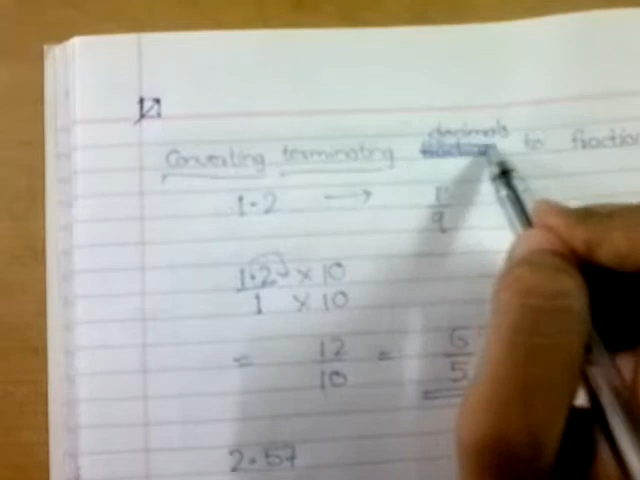 decimals
Converting terminating to fraction
1.2 → p/q
1.2 × 10
1 × 10
= 12/10 = 6/5
2.57